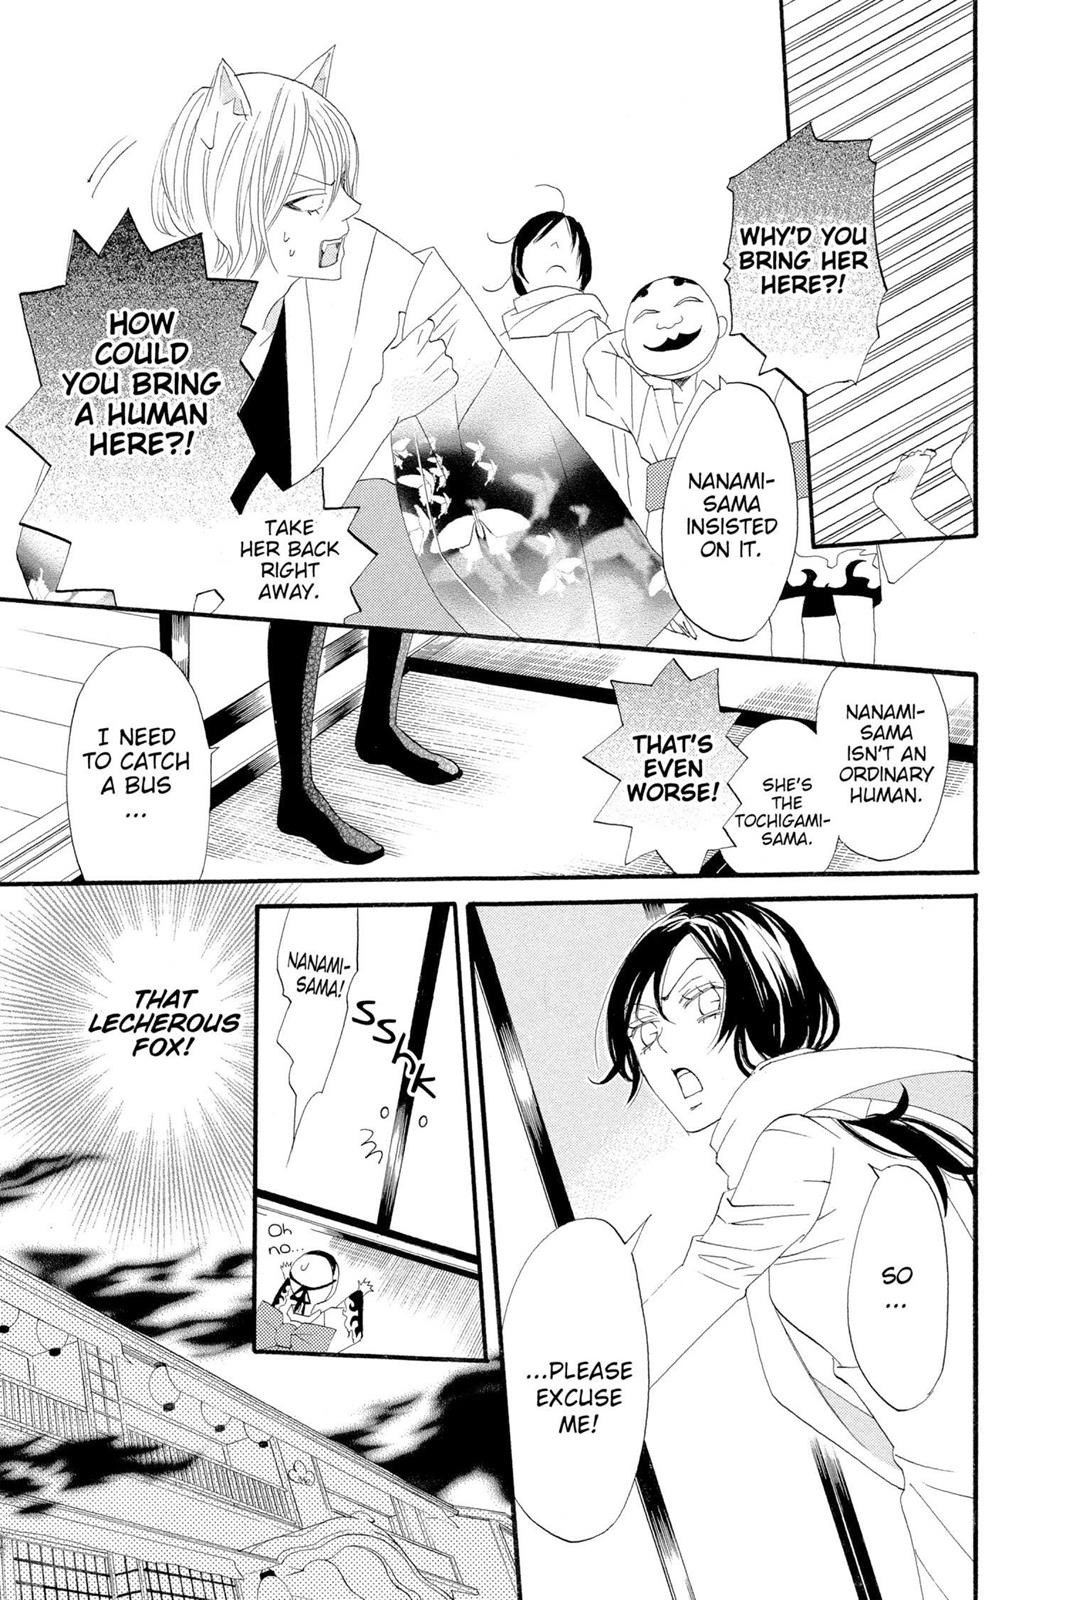 WHY'D YOU
BRING HER
HERE?!
NANAMI-
SAMA
INSISTED
ON IT.
HOW
COULD
YOU BRING
A HUMAN
HERE?!
TAKE
HER BACK
RIGHT
AWAY.
NANAMI-
SAMA
ISN'T AN
ORDINARY
HUMAN.
SHE'S
THE
TOCHIGAMI-
SAMA.
THAT'S
EVEN
WORSE!
I NEED
TO CATCH
A BUS
...
SO
...
...PLEASE
EXCUSE
ME!
NANAMI-
SAMA!
SSHK
Oh
no...
THAT
LECHEROUS
FOX!